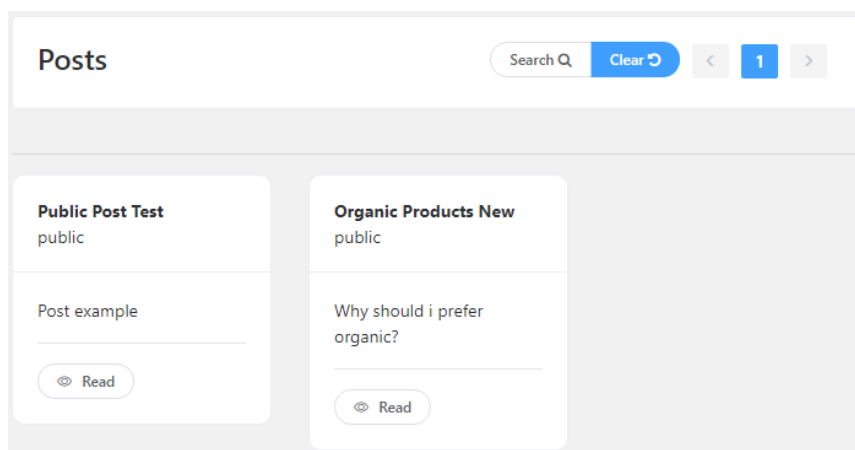 Posts
Search
Clear
1
Public Post Test
public
Post example
Read
Organic Products New
public
Why should i prefer
organic?
Read